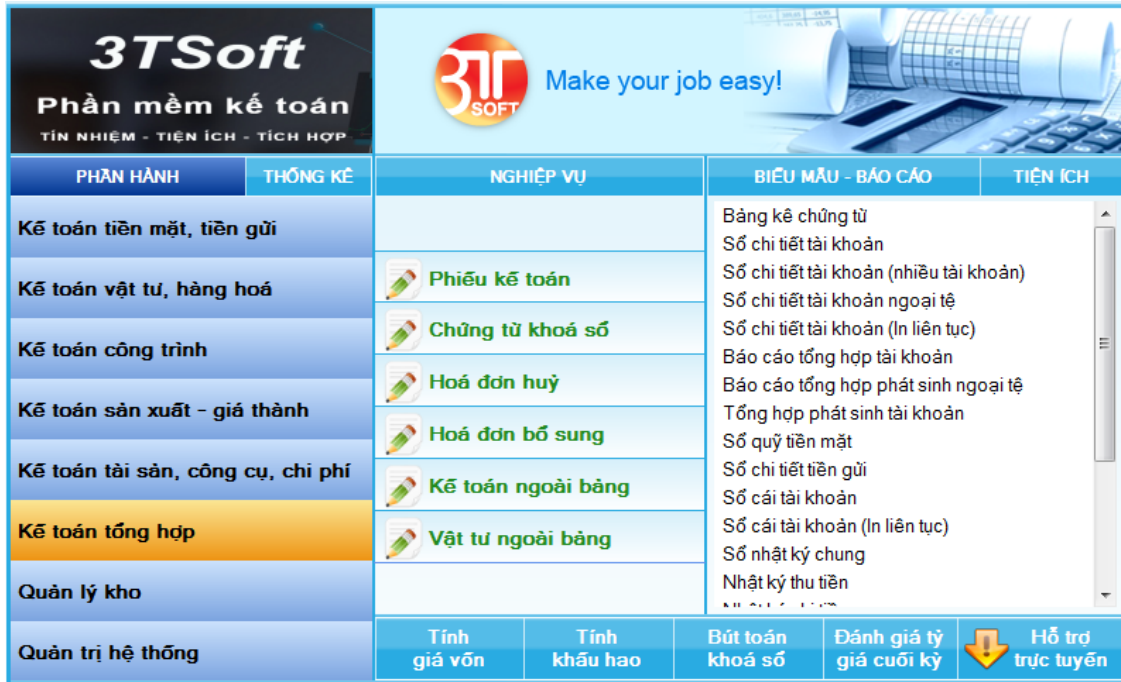 3TSoft
Phần mềm kế toán
TÍN NHIỆM - TIỆN ÍCH - TÍCH HỢP
3T
SOFT
Make your job easy!
PHÂN HÀNH
THỐNG KÊ
NGHIỆP VỤ
BIỂU MẪU - BÁO CÁO
TIỆN ÍCH
Kế toán tiền mặt, tiền gửi
Kế toán vật tư, hàng hoá
Kế toán công trình
Kế toán sản xuất - giá thành
Kế toán tài sản, công cụ, chi phí
Kế toán tổng hợp
Quản lý kho
Quản trị hệ thống
Phiếu kế toán
Chứng từ khoá sổ
Hoá đơn huỷ
Hoá đơn bổ sung
Kế toán ngoài bảng
Vật tư ngoài bảng
Bảng kê chứng từ
Sổ chi tiết tài khoản
Sổ chi tiết tài khoản (nhiều tài khoản)
Sổ chi tiết tài khoản ngoại tệ
Sổ chi tiết tài khoản (In liên tục)
Báo cáo tổng hợp tài khoản
Báo cáo tổng hợp phát sinh ngoại tệ
Tổng hợp phát sinh tài khoản
Sổ quỹ tiền mặt
Sổ chi tiết tiền gửi
Sổ cái tài khoản
Sổ cái tài khoản (In liên tục)
Sổ nhật ký chung
Nhật ký thu tiền
Tính
giá vốn
Tính
khấu hao
Bút toán
khoá sổ
Đánh giá tỷ
giá cuối kỳ
Hỗ trợ
trực tuyến